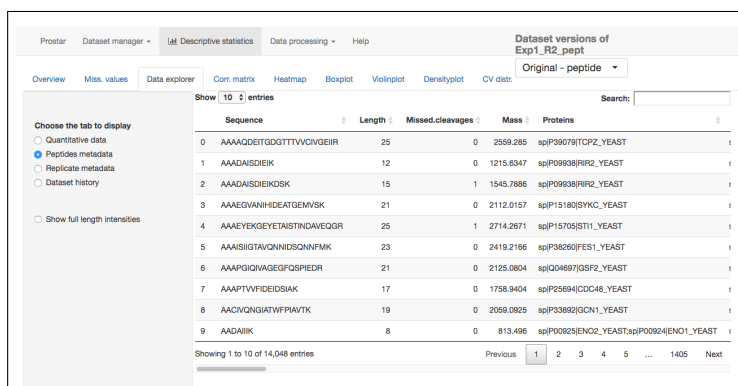 Prostar Dataset manager Descriptive statistics Data processing Help
Dataset versions of
Exp1_R2_pept
Original - peptide
Overview Miss. values Data explorer Corr. matrix Heatmap Boxplot Violinplot Densityplot CV distr.
Show 10 entries Search:
Choose the tab to display
Quantitative data
Peptides metadata
Replicate metadata
Dataset history
Show full length intensities
Sequence Length Missed.cleavages Mass Proteins
0 AAAAQDEITGDGTTTVVCIVGEIIR 25 0 2559.285 sp|P39079|TCPZ_YEAST s
1 AAADAISDIEIK 12 0 1215.6347 sp|P09938|RIR2_YEAST s
2 AAADAISDIEIKDSK 15 1 1545.7886 sp|P09938|RIR2_YEAST s
3 AAAEGVANIHIDEATGEMVSK 21 0 2112.0157 sp|P15180|SYKC_YEAST s
4 AAAEYEKGEYETAISTINDAVEQGR 25 1 2714.2671 sp|P15705|STI1_YEAST s
5 AAAISIIGTAVQNNIDSQNNFMK 23 0 2419.2166 sp|P38260|FES1_YEAST s
6 AAAPGIQIVAGEGFQSPIEDR 21 0 2125.0804 sp|Q04697|GSF2_YEAST s
7 AAAPTVVFIDEIDSIAK 17 0 1758.9404 sp|P25694|CDC48_YEAST s
8 AACIVQNGIATWFPIAVTK 19 0 2059.0925 sp|P33892|GCN1_YEAST s
9 AADAIIIK 8 0 813.496 sp|P00925|ENO2_YEAST;sp|P00924|ENO1_YEAST s
Showing 1 to 10 of 14,048 entries Previous 1 2 3 4 5 ... 1405 Next